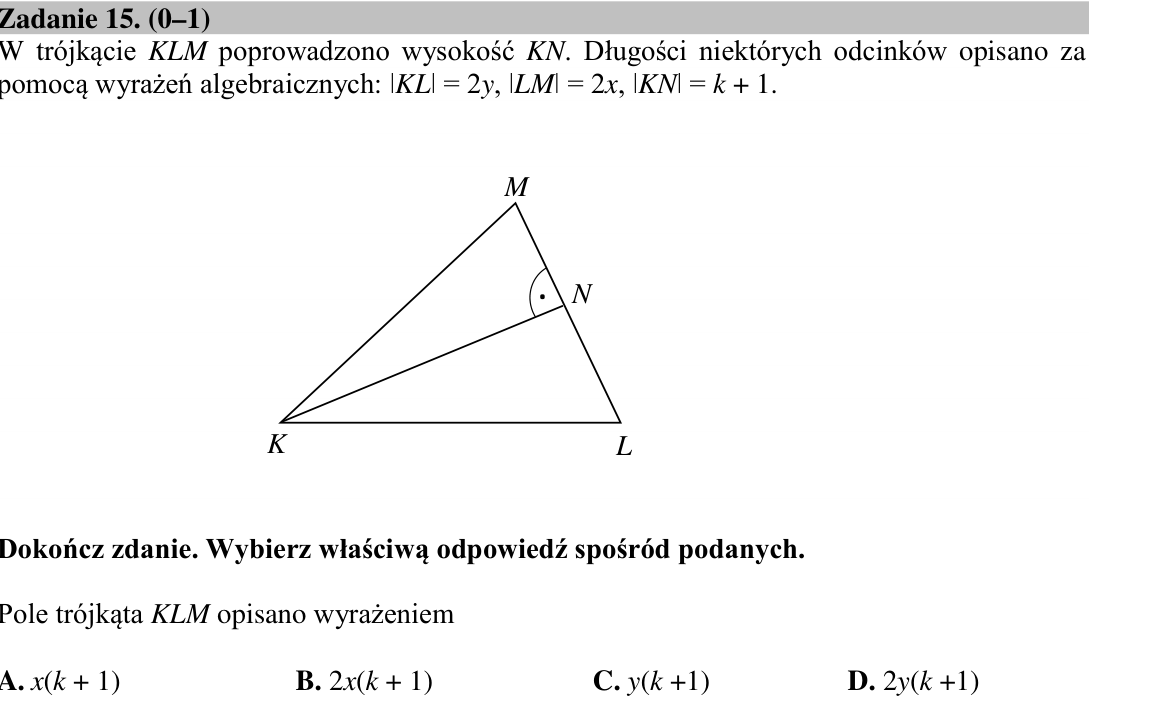 Zadanie 15. (0–1)
W trójkącie KLM poprowadzono wysokość KN. Długości niektórych odcinków opisano za
pomocą wyrażeń algebraicznych: |KL| = 2y, |LM| = 2x, |KN| = k + 1.
M
N
K
L
Dokończ zdanie. Wybierz właściwą odpowiedź spośród podanych.
Pole trójkąta KLM opisano wyrażeniem
A. x(k + 1) B. 2x(k + 1) C. y(k +1) D. 2y(k +1)